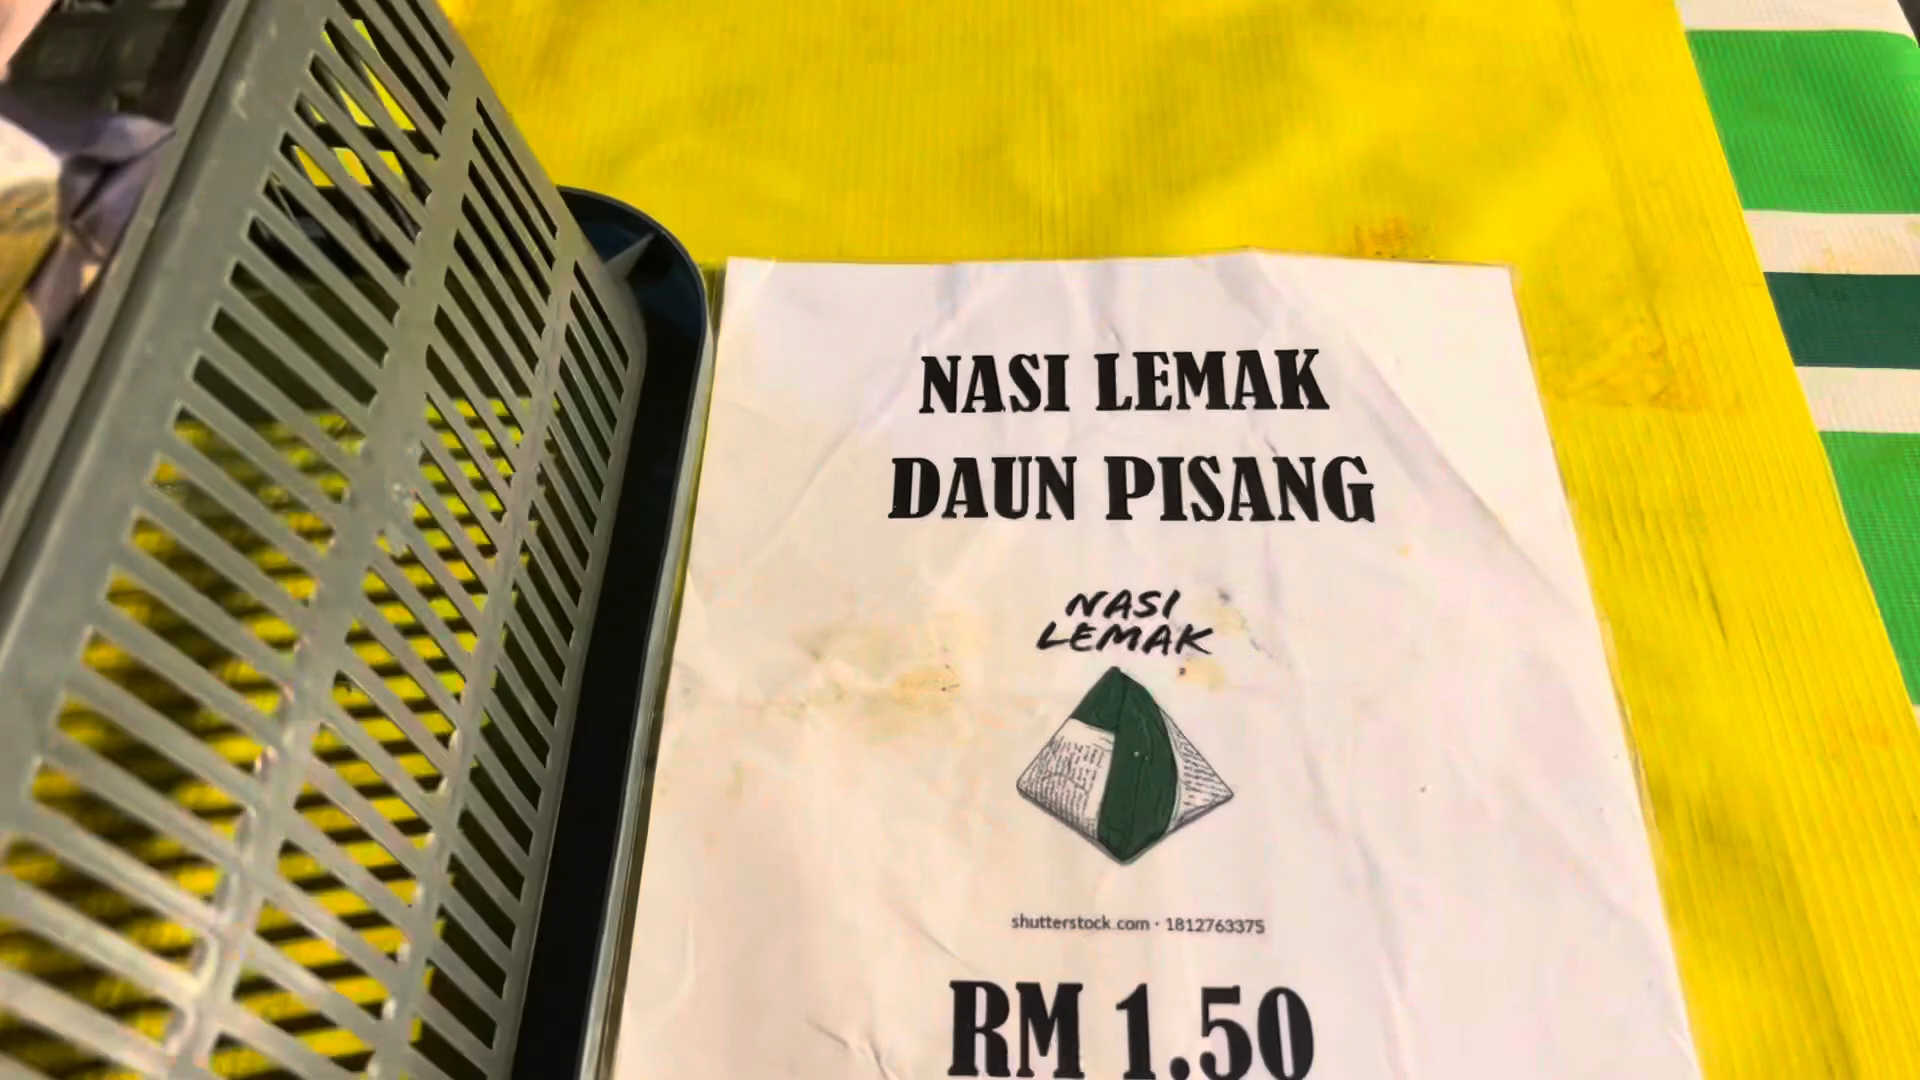 NASI LEMAK
DAUN PISANG
NASI
LEMAK
shutterstock.com · 1812763375
RM 1.50